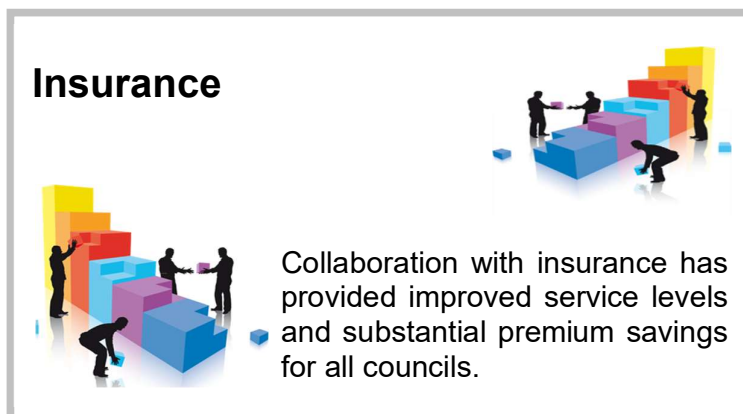 Insurance
Collaboration with insurance has
provided improved service levels
and substantial premium savings
for all councils.